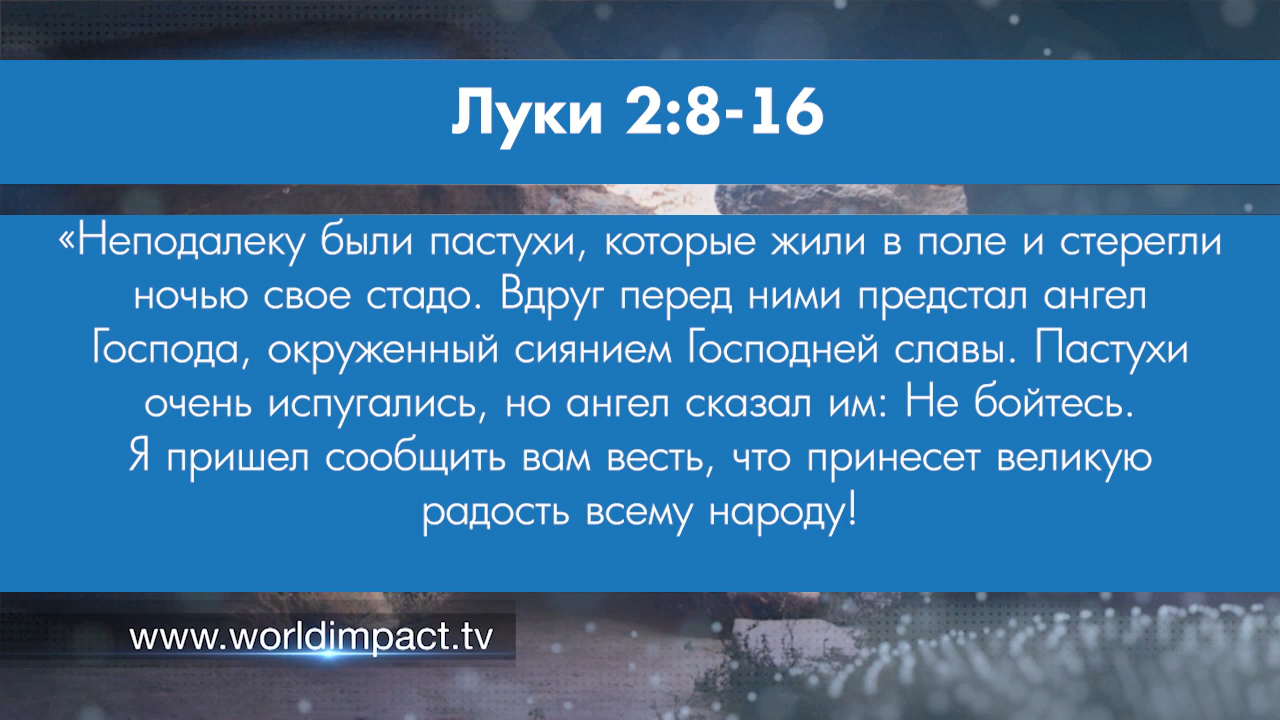 Луки 2:8-16
«Неподалеку были пастухи, которые жили в поле и стерегли
ночью свое стадо. Вдруг перед ними предстал ангел
Господа, окруженный сиянием Господней славы. Пастухи
очень испугались, но ангел сказал им: Не бойтесь.
Я пришел сообщить вам весть, что принесет великую
радость всему народу!
www.worldimpact.tv